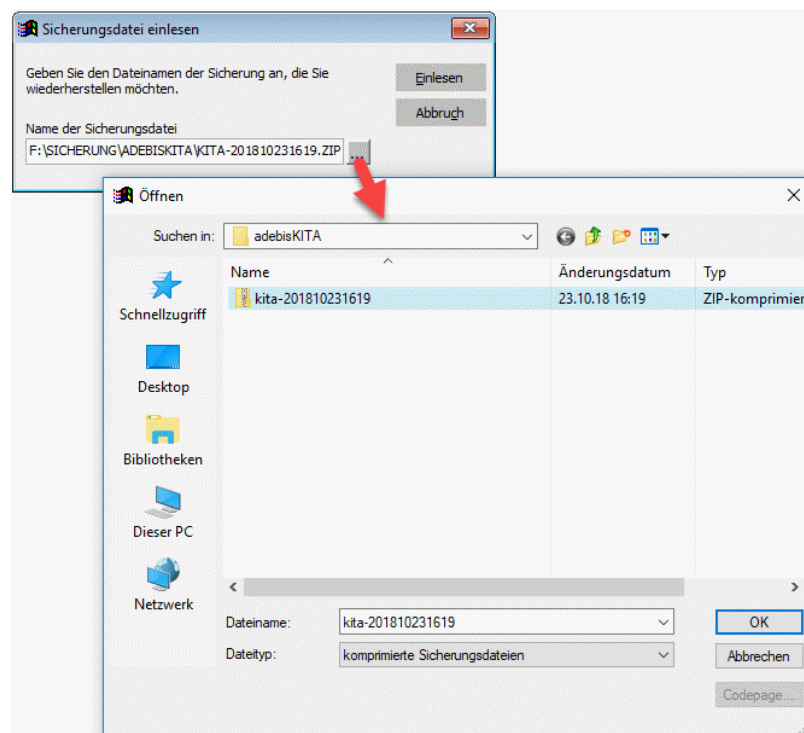 Sicherungsdatei einlesen
Geben Sie den Dateinamen der Sicherung an, die Sie
wiederherstellen möchten.
Einlesen
Abbruch
Name der Sicherungsdatei
F:\SICHERUNG\ADEBISKITA\KITA-201810231619.ZIP
...
Öffnen
Suchen in:
adebisKITA
Name
Änderungsdatum
Typ
kita-201810231619
23.10.18 16:19
ZIP-komprimier
Schnellzugriff
Desktop
Bibliotheken
Dieser PC
Netzwerk
Dateiname:
kita-201810231619
OK
Dateityp:
komprimierte Sicherungsdateien
Abbrechen
Codepage...